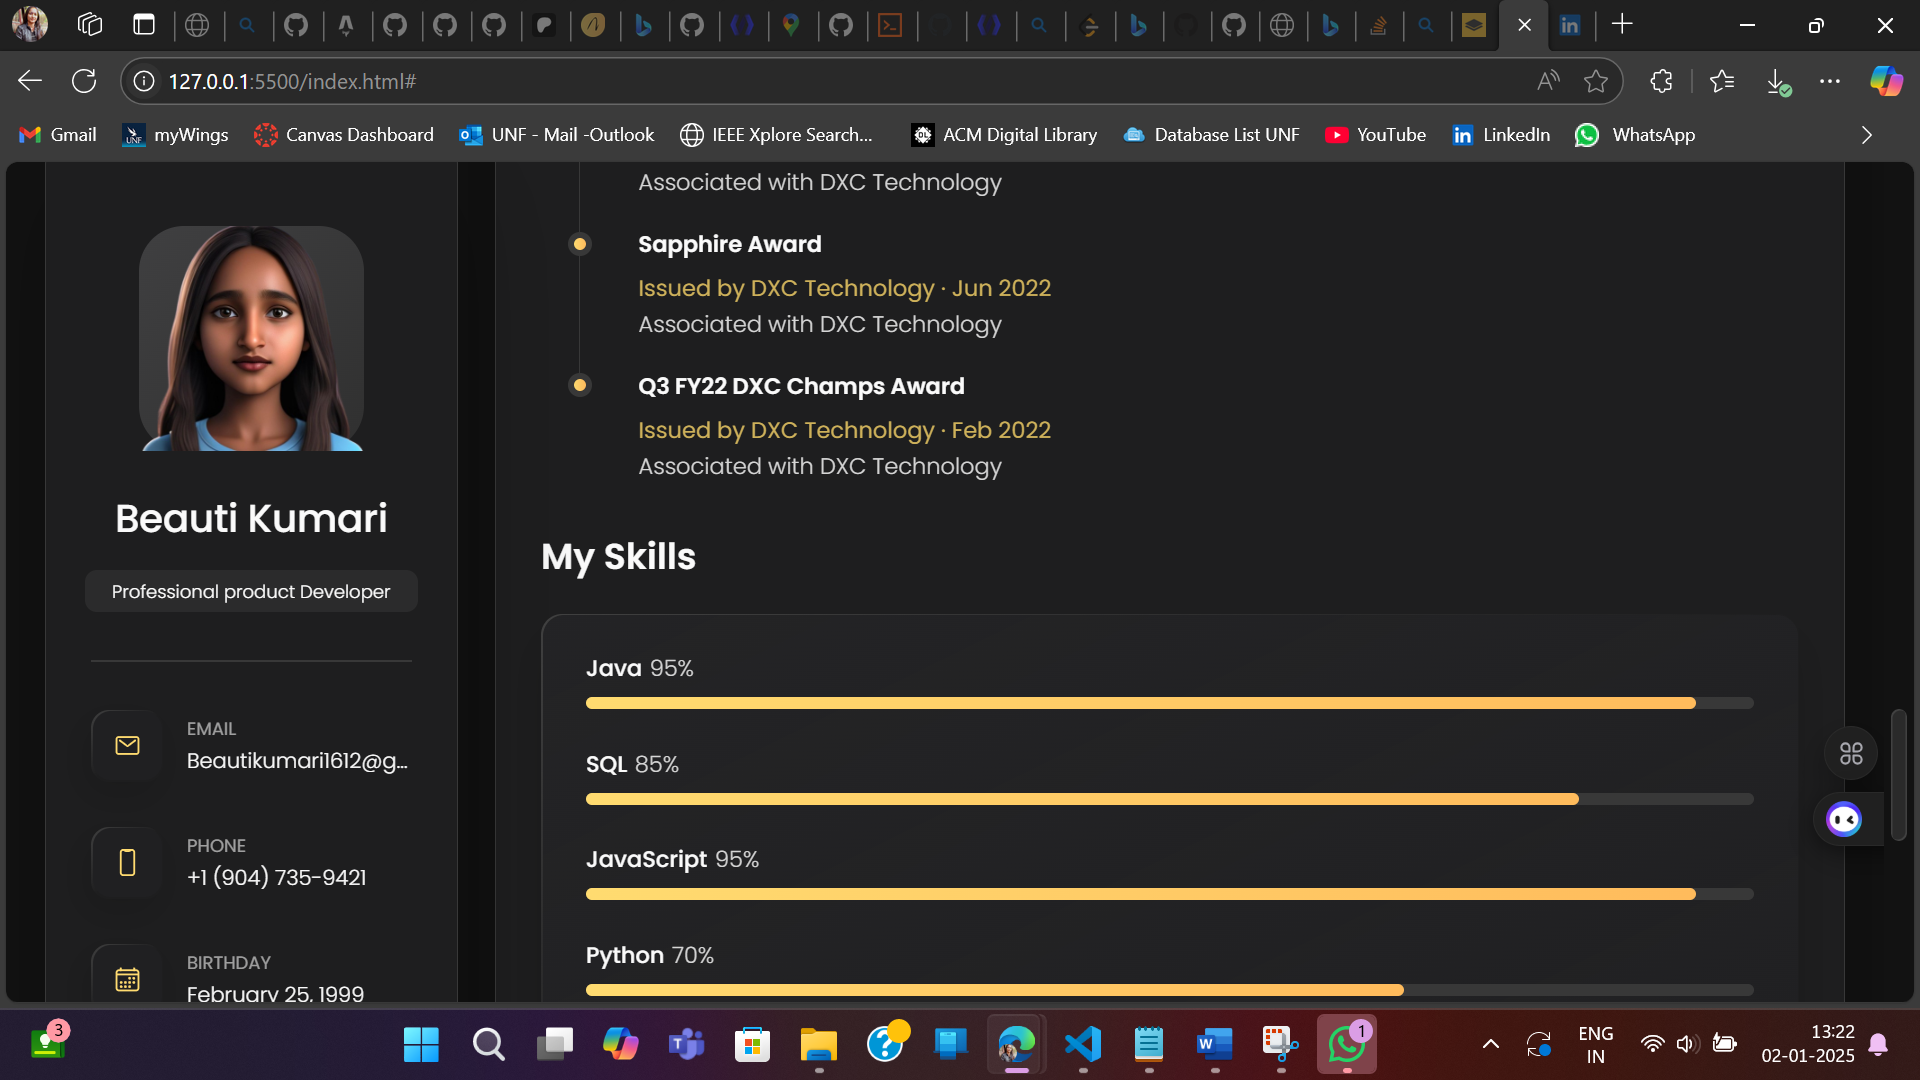 127.0.0.1:5500/index.html#
Gmail
myWings
Canvas Dashboard
UNF - Mail -Outlook
IEEE Xplore Search...
ACM Digital Library
Database List UNF
YouTube
LinkedIn
WhatsApp
Beauti Kumari
Professional product Developer
EMAIL
Beautikumari1612@g...
PHONE
+1 (904) 735-9421
BIRTHDAY
February 25, 1999
Associated with DXC Technology
Sapphire Award
Issued by DXC Technology · Jun 2022
Associated with DXC Technology
Q3 FY22 DXC Champs Award
Issued by DXC Technology · Feb 2022
Associated with DXC Technology
My Skills
Java 95%
SQL 85%
JavaScript 95%
Python 70%
3
1
ENG
IN
13:22
02-01-2025